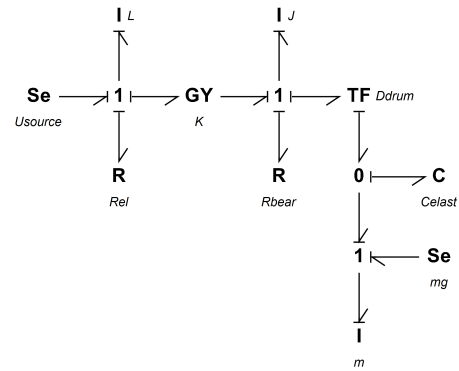 I L
I J
Se 1 GY 1 TF Ddrum
Usource K
R R 0 C
Rel Rbear Celast
1 Se
mg
I
m